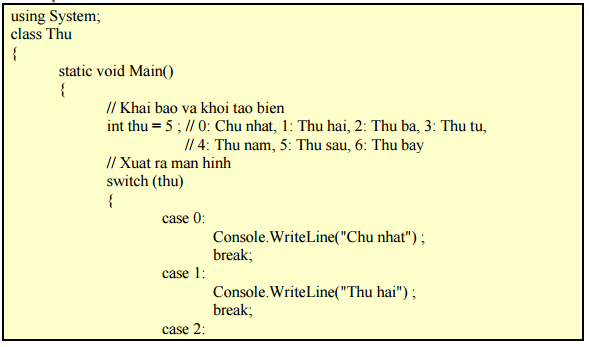 using System;
class Thu
{
static void Main()
{
// Khai bao va khoi tao bien
int thu = 5 ; // 0: Chu nhat, 1: Thu hai, 2: Thu ba, 3: Thu tu,
// 4: Thu nam, 5: Thu sau, 6: Thu bay
// Xuat ra man hinh
switch (thu)
{
case 0:
Console.WriteLine("Chu nhat") ;
break;
case 1:
Console.WriteLine("Thu hai") ;
break;
case 2: